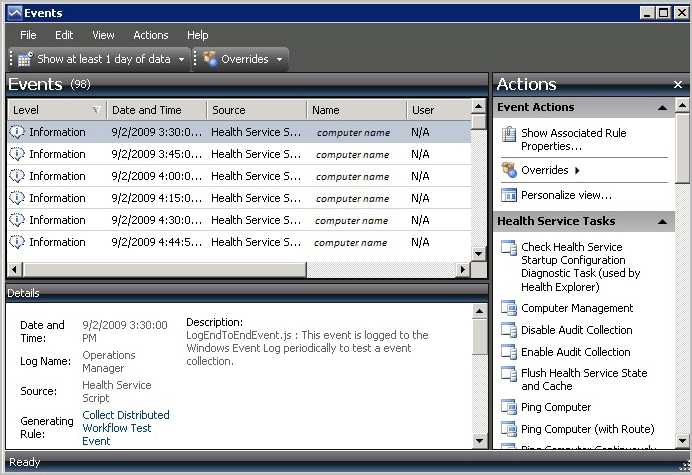 Events
File Edit View Actions Help
Show at least 1 day of data Overrides
Events (98)
Level Date and Time Source Name User
Information 9/2/2009 3:30:0... Health Service S... computer name N/A
Information 9/2/2009 3:45:0... Health Service S... computer name N/A
Information 9/2/2009 4:00:0... Health Service S... computer name N/A
Information 9/2/2009 4:15:0... Health Service S... computer name N/A
Information 9/2/2009 4:30:0... Health Service S... computer name N/A
Information 9/2/2009 4:44:5... Health Service S... computer name N/A
Details
Date and
Time:
9/2/2009 3:30:00
PM
Log Name:
Operations
Manager
Source:
Health Service
Script
Generating
Rule:
Collect Distributed
Workflow Test
Event
Description:
LogEndToEndEvent.js : This event is logged to the
Windows Event Log periodically to test a event
collection.
Actions
Event Actions
Show Associated Rule
Properties...
Overrides
Personalize view...
Health Service Tasks
Check Health Service
Startup Configuration
Diagnostic Task (used by
Health Explorer)
Computer Management
Disable Audit Collection
Enable Audit Collection
Flush Health Service State
and Cache
Ping Computer
Ping Computer (with Route)
Ping Computer Continuously
Ready